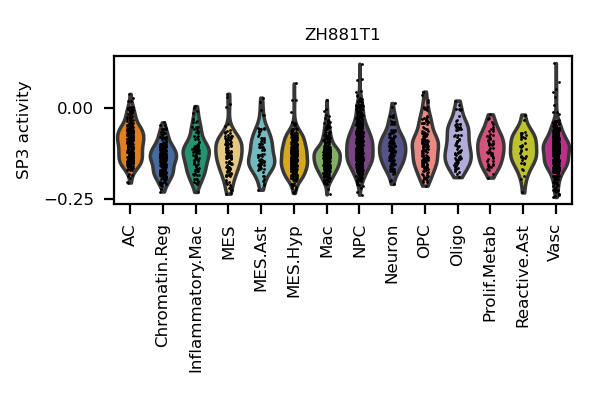 ZH881T1
SP3 activity
0.00
−0.25
AC
Chromatin.Reg
Inflammatory.Mac
MES
MES.Ast
MES.Hyp
Mac
NPC
Neuron
OPC
Oligo
Prolif.Metab
Reactive.Ast
Vasc